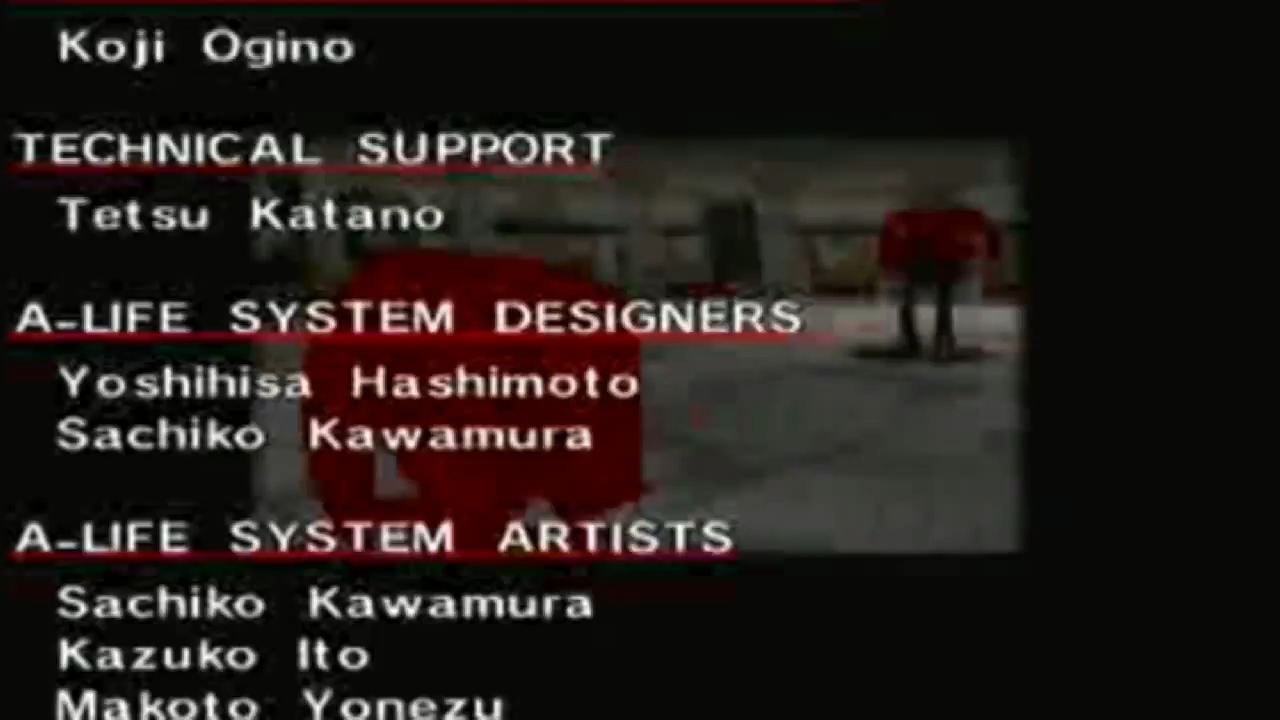 Koji Ogino
TECHNICAL SUPPORT
Tetsu Katano
A-LIFE SYSTEM DESIGNERS
Yoshihisa Hashimoto
Sachiko Kawamura
A-LIFE SYSTEM ARTISTS
Sachiko Kawamura
Kazuko Ito
Makoto Yonezu